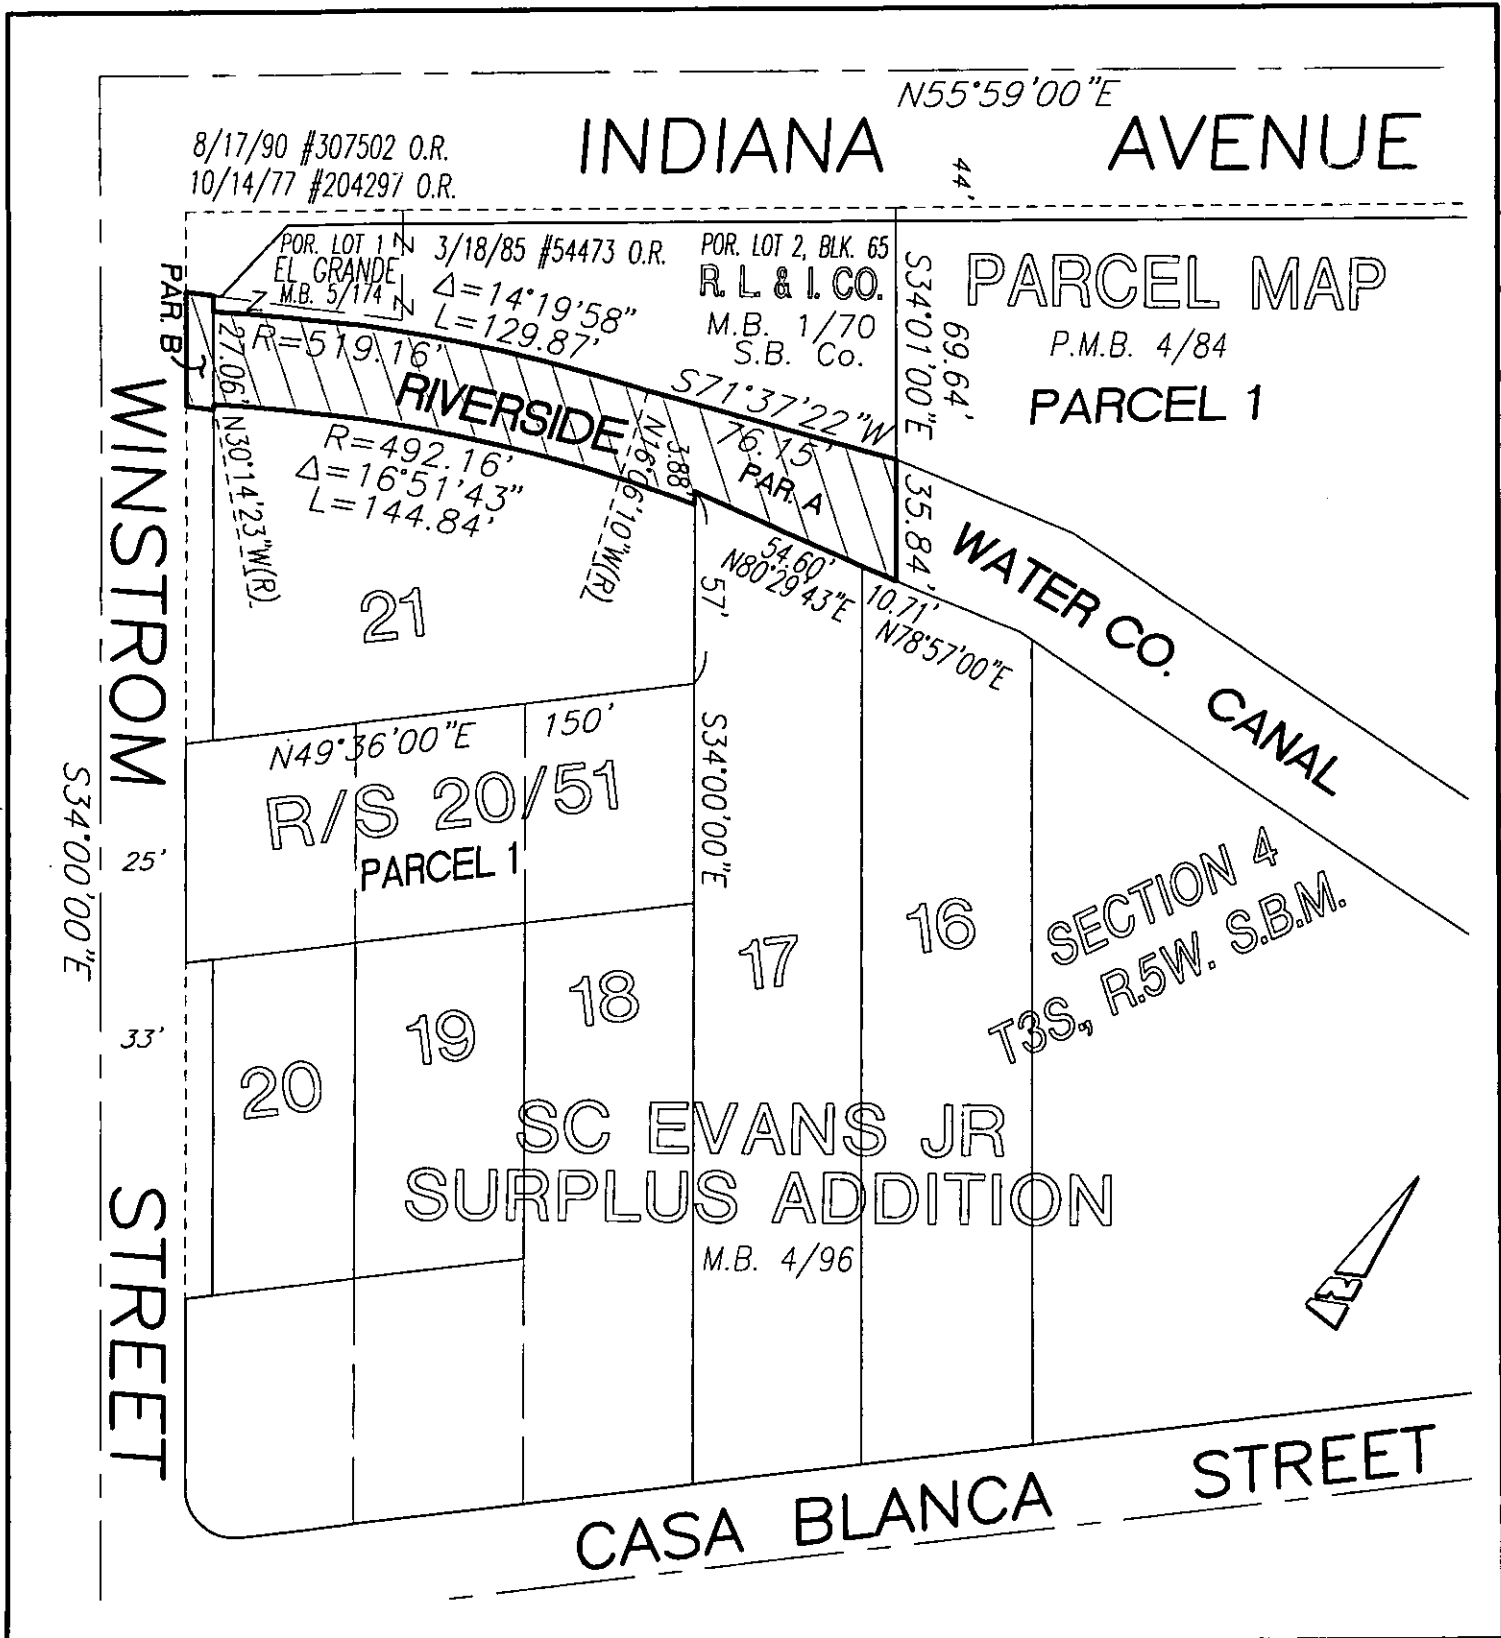 N55°59'00"E
INDIANA AVENUE
44'
8/17/90 #307502 O.R.
10/14/77 #204297 O.R.
POR. LOT 1
EL GRANDE
M.B. 5/174
3/18/85 #54473 O.R.
Δ=14°19'58"
L=129.87'
R=519.16'
POR. LOT 2, BLK. 65
R. L. & I. CO.
M.B. 1/70
S.B. Co.
S34°01'00"E
69.64'
PARCEL MAP
P.M.B. 4/84
PARCEL 1
PAR. B
27.06'
RIVERSIDE
S71°37'22"W
76.15'
PAR. A
3.88'
35.84'
WATER CO. CANAL
R=492.16'
Δ=16°51'43"
L=144.84'
N30°14'23"W(R)
N16°06'10"W(R)
54.60'
N80°29'43"E
10.71'
N78°57'00"E
57'
21
N49°36'00"E 150'
R/S 20/51
PARCEL 1
S34°00'00"E
WINSTROM STREET
S34°00'00"E
25'
33'
20
19
18
17
16
SECTION 4
T3S., R.5W. S.B.M.
SC EVANS JR
SURPLUS ADDITION
M.B. 4/96
N
CASA BLANCA STREET